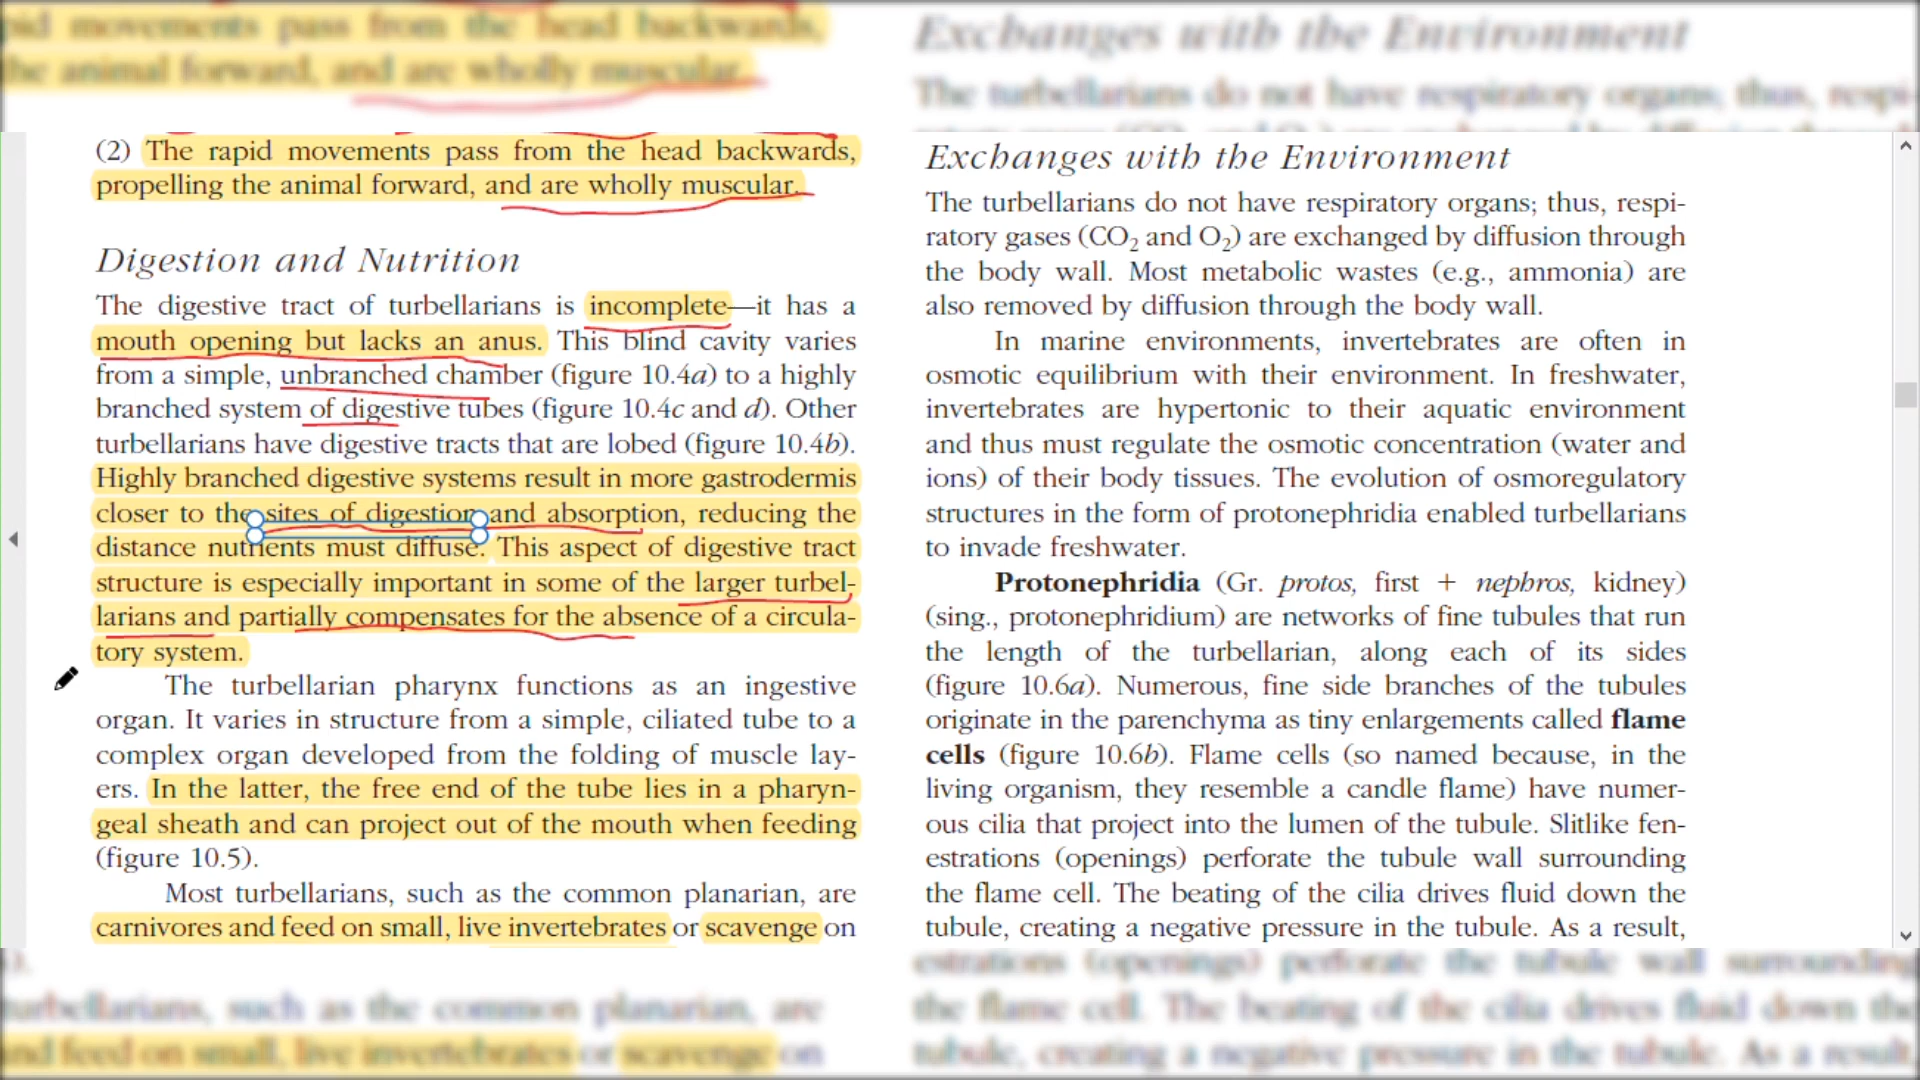 (2) The rapid movements pass from the head backwards,
propelling the animal forward, and are wholly muscular.
Digestion and Nutrition
The digestive tract of turbellarians is incomplete—it has a
mouth opening but lacks an anus. This blind cavity varies
from a simple, unbranched chamber (figure 10.4a) to a highly
branched system of digestive tubes (figure 10.4c and d). Other
turbellarians have digestive tracts that are lobed (figure 10.4b).
Highly branched digestive systems result in more gastrodermis
closer to the sites of digestion and absorption, reducing the
distance nutrients must diffuse. This aspect of digestive tract
structure is especially important in some of the larger turbel-
larians and partially compensates for the absence of a circula-
tory system.
The turbellarian pharynx functions as an ingestive
organ. It varies in structure from a simple, ciliated tube to a
complex organ developed from the folding of muscle lay-
ers. In the latter, the free end of the tube lies in a pharyn-
geal sheath and can project out of the mouth when feeding
(figure 10.5).
Most turbellarians, such as the common planarian, are
carnivores and feed on small, live invertebrates or scavenge on
Exchanges with the Environment
The turbellarians do not have respiratory organs; thus, respi-
ratory gases (CO₂ and O₂) are exchanged by diffusion through
the body wall. Most metabolic wastes (e.g., ammonia) are
also removed by diffusion through the body wall.
In marine environments, invertebrates are often in
osmotic equilibrium with their environment. In freshwater,
invertebrates are hypertonic to their aquatic environment
and thus must regulate the osmotic concentration (water and
ions) of their body tissues. The evolution of osmoregulatory
structures in the form of protonephridia enabled turbellarians
to invade freshwater.
Protonephridia (Gr. protos, first + nephros, kidney)
(sing., protonephridium) are networks of fine tubules that run
the length of the turbellarian, along each of its sides
(figure 10.6a). Numerous, fine side branches of the tubules
originate in the parenchyma as tiny enlargements called flame
cells (figure 10.6b). Flame cells (so named because, in the
living organism, they resemble a candle flame) have numer-
ous cilia that project into the lumen of the tubule. Slitlike fen-
estrations (openings) perforate the tubule wall surrounding
the flame cell. The beating of the cilia drives fluid down the
tubule, creating a negative pressure in the tubule. As a result,